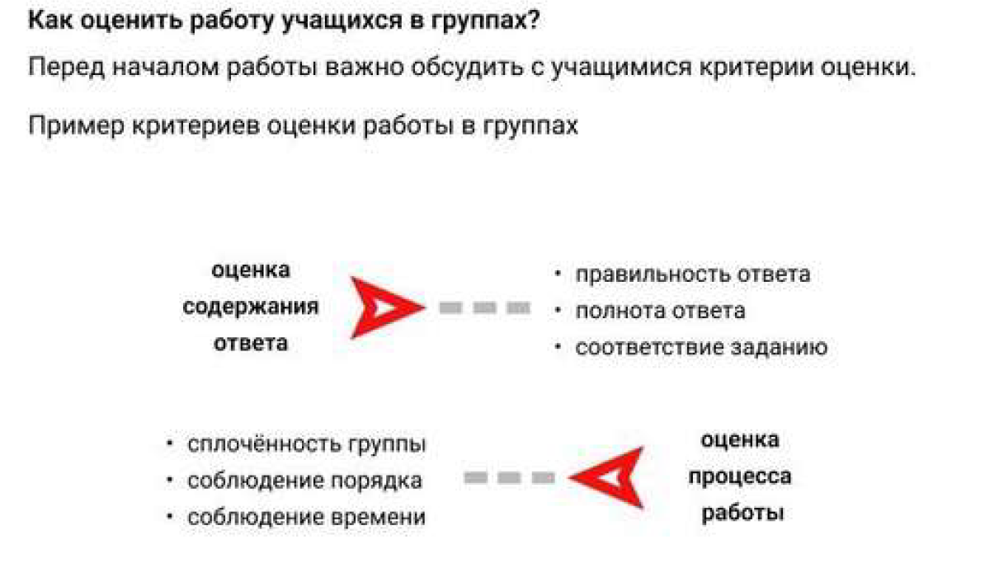 Как оценить работу учащихся в группах?
Перед началом работы важно обсудить с учащимися критерии оценки.
Пример критериев оценки работы в группах
оценка
содержания
ответа
• правильность ответа
• полнота ответа
• соответствие заданию
• сплочённость группы
• соблюдение порядка
• соблюдение времени
оценка
процесса
работы